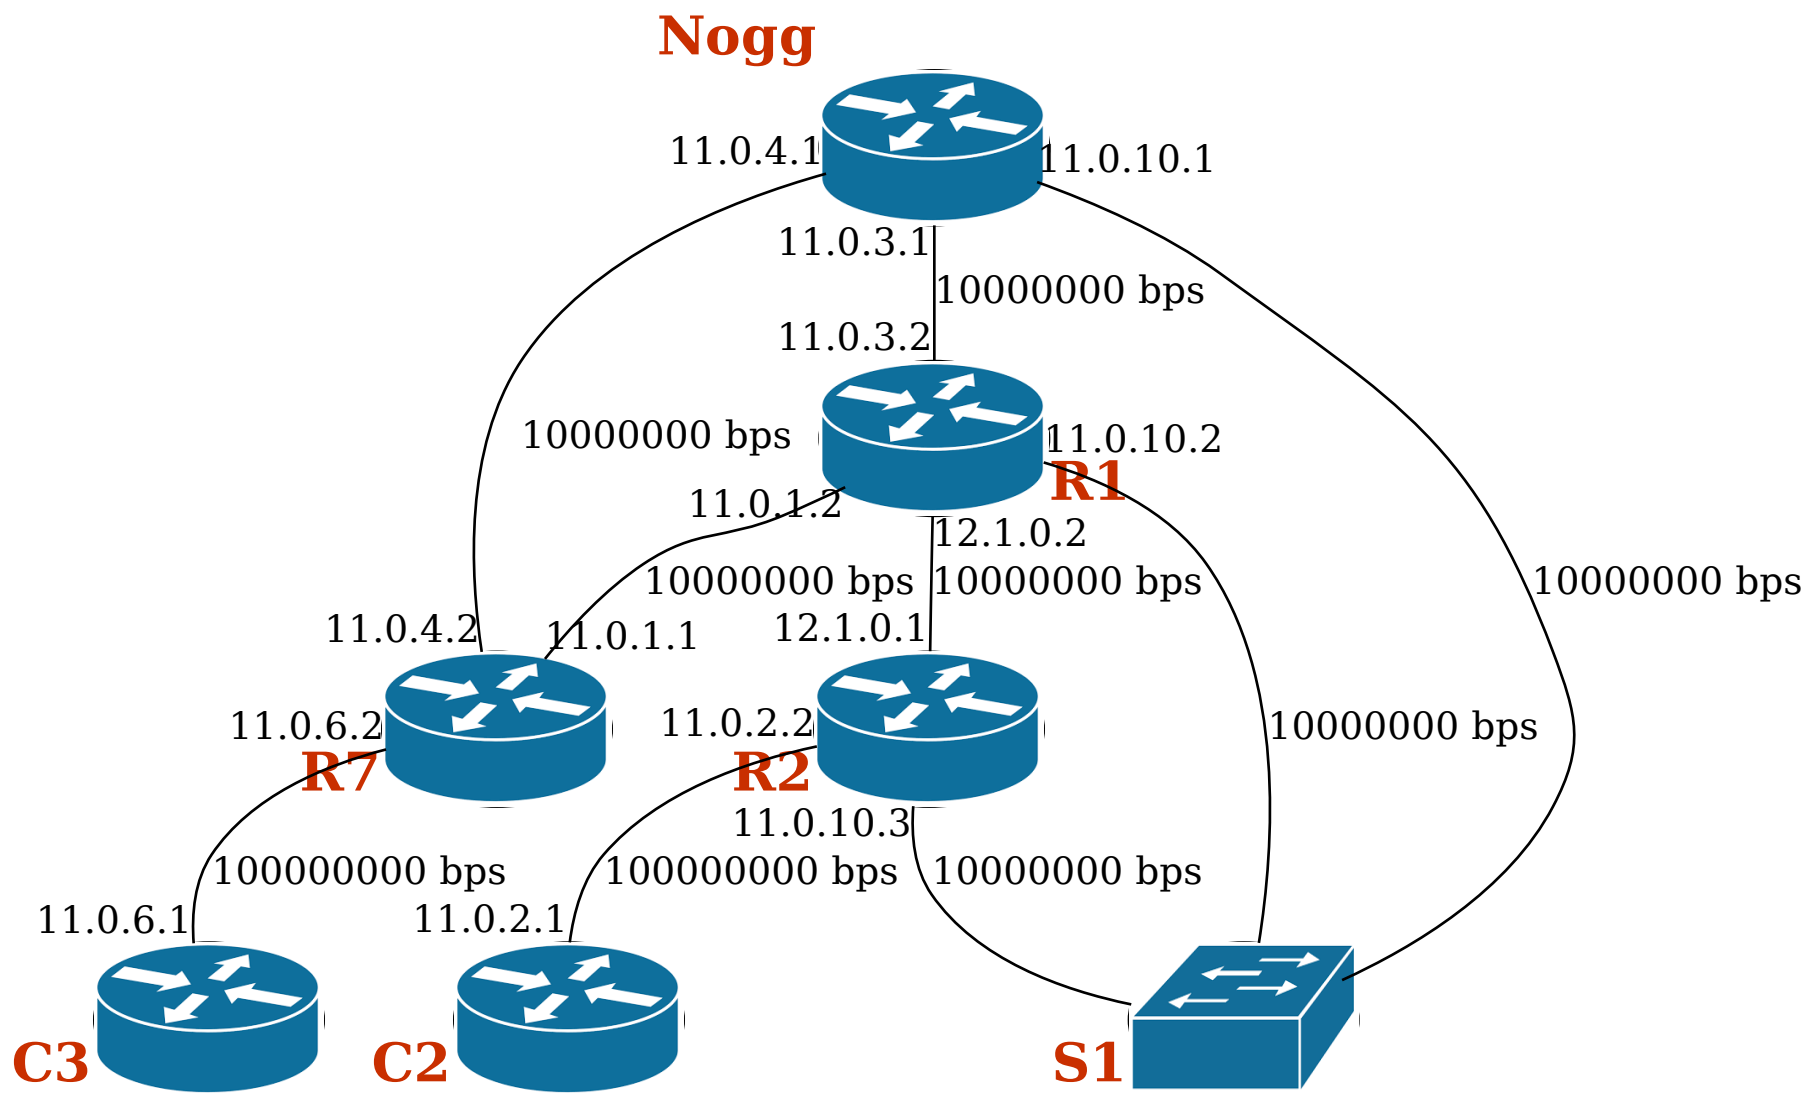 Nogg
11.0.4.1
11.0.10.1
11.0.3.1
10000000 bps
11.0.3.2
10000000 bps
11.0.10.2
R1
11.0.1.2
12.1.0.2
10000000 bps
10000000 bps
10000000 bps
11.0.4.2
11.0.1.1
12.1.0.1
11.0.6.2
11.0.2.2
10000000 bps
R7
R2
11.0.10.3
100000000 bps
100000000 bps
10000000 bps
11.0.6.1
11.0.2.1
C3
C2
S1